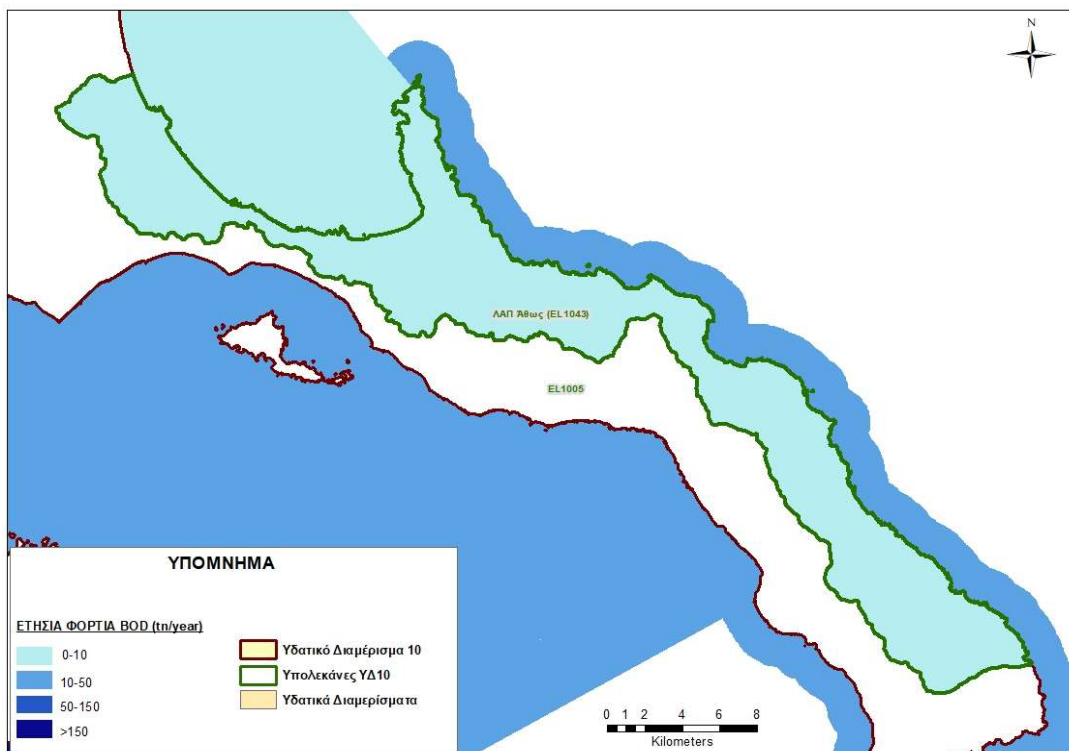 N
ΛΑΠ Άθως (EL1043)
EL1005
ΥΠΟΜΝΗΜΑ
ΕΤΗΣΙΑ ΦΟΡΤΙΑ BOD (tn/year)
0-10
10-50
50-150
>150
Υδατικό Διαμέρισμα 10
Υπολεκάνες ΥΔ10
Υδατικά Διαμερίσματα
0 1 2 4 6 8
Kilometers